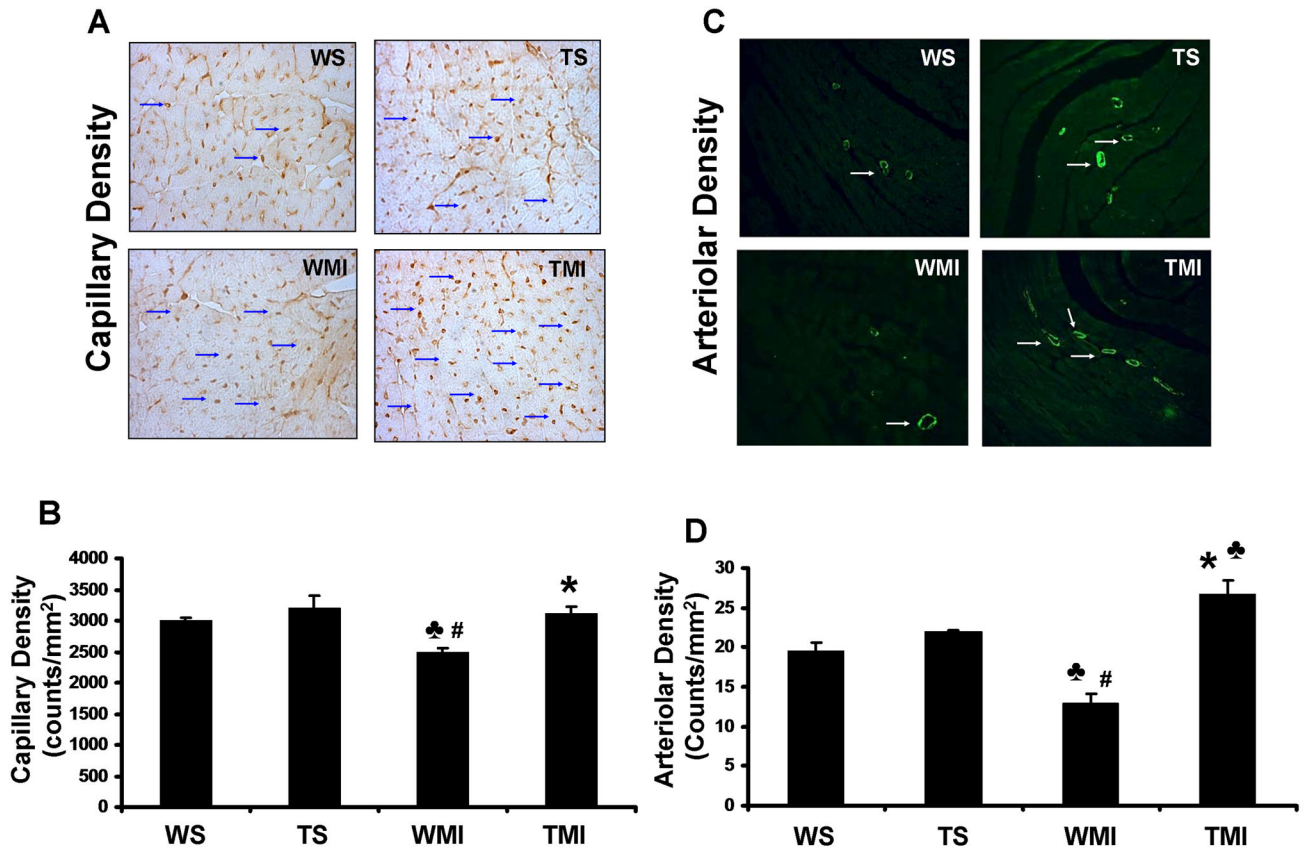 A
Capillary Density
WS
TS
WMI
TMI
C
Arteriolar Density
WS
TS
WMI
TMI
B
Capillary Density
(counts/mm²)
4000
3500
3000
2500
2000
1500
1000
500
0
♣ #
*
WS TS WMI TMI
D
Arteriolar Density
(Counts/mm²)
30
25
20
15
10
5
0
♣ #
* ♣
WS TS WMI TMI